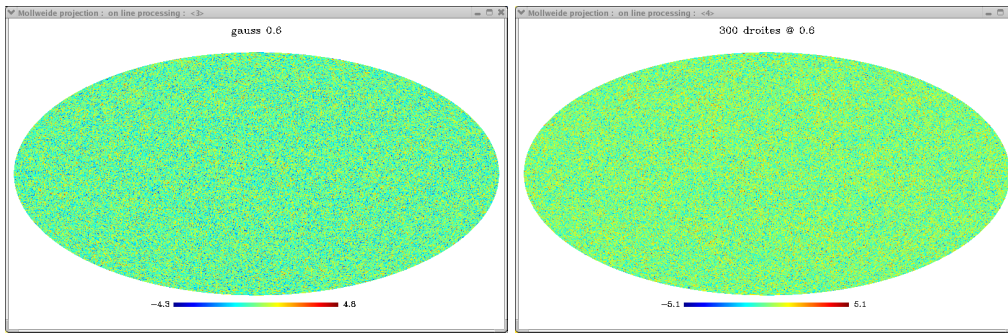 Mollweide projection : on line processing : <3>
gauss 0.6
−4.3 4.8
Mollweide projection : on line processing : <4>
300 droites @ 0.6
−5.1 5.1